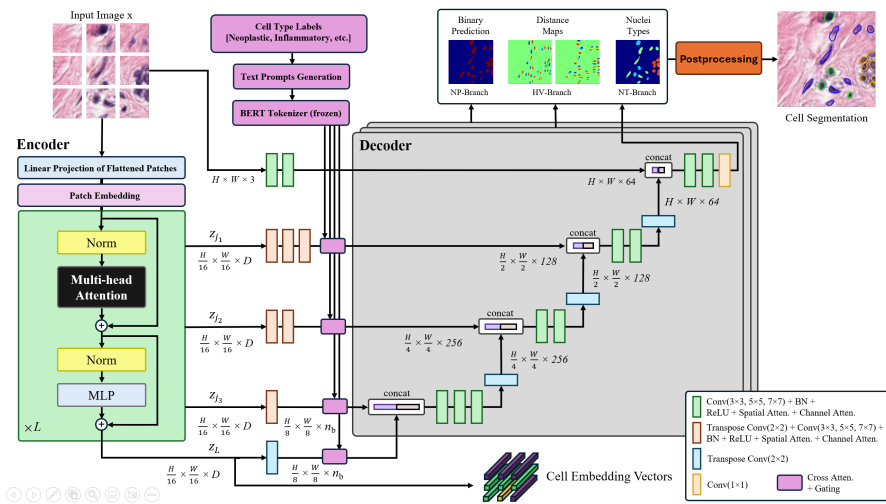 Input Image x
Cell Type Labels
[Neoplastic, Inflammatory, etc.]
Text Prompts Generation
BERT Tokenizer (frozen)
Binary
Prediction
Distance
Maps
Nuclei
Types
NP-Branch
HV-Branch
NT-Branch
Postprocessing
Cell Segmentation
Encoder
Linear Projection of Flattened Patches
Patch Embedding
Norm
Multi-head
Attention
Norm
MLP
×L
H × W × 3
Decoder
concat
H × W × 64
H × W × 64
z_{j_1}
H/16 × W/16 × D
concat
H/2 × W/2 × 128
H/2 × W/2 × 128
z_{j_2}
H/16 × W/16 × D
concat
H/4 × W/4 × 256
H/4 × W/4 × 256
z_{j_3}
H/16 × W/16 × D
H/8 × W/8 × n_b
concat
z_L
H/16 × W/16 × D
H/8 × W/8 × n_b
Cell Embedding Vectors
Conv(3×3, 5×5, 7×7) + BN +
ReLU + Spatial Atten. + Channel Atten.
Transpose Conv(2×2) + Conv(3×3, 5×5, 7×7) +
BN + ReLU + Spatial Atten. + Channel Atten.
Transpose Conv(2×2)
Conv(1×1)
Cross Atten.
+ Gating